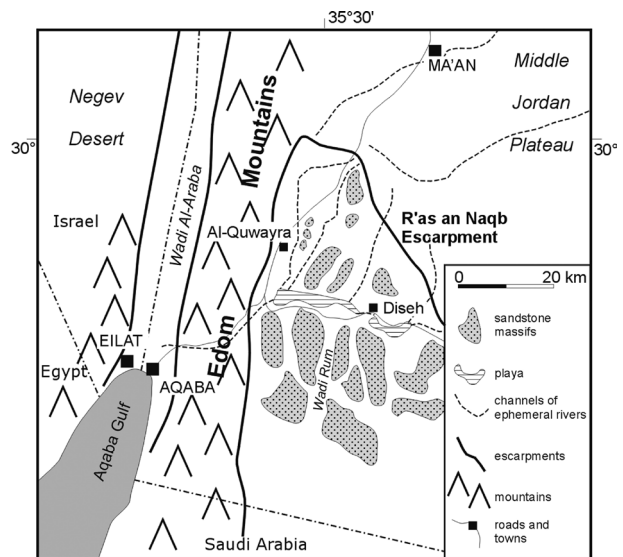 35°30'
MA'AN
Middle
Jordan
Plateau
Negev
Desert
30°
30°
Mountains
Wadi Al-Araba
Israel
Al-Quwayra
R'as an Naqb
Escarpment
0 20 km
Diseh
sandstone
massifs
EILAT
Egypt
AQABA
Edom
Wadi Rum
playa
channels of
ephemeral rivers
Aqaba Gulf
escarpments
mountains
roads and
towns
Saudi Arabia